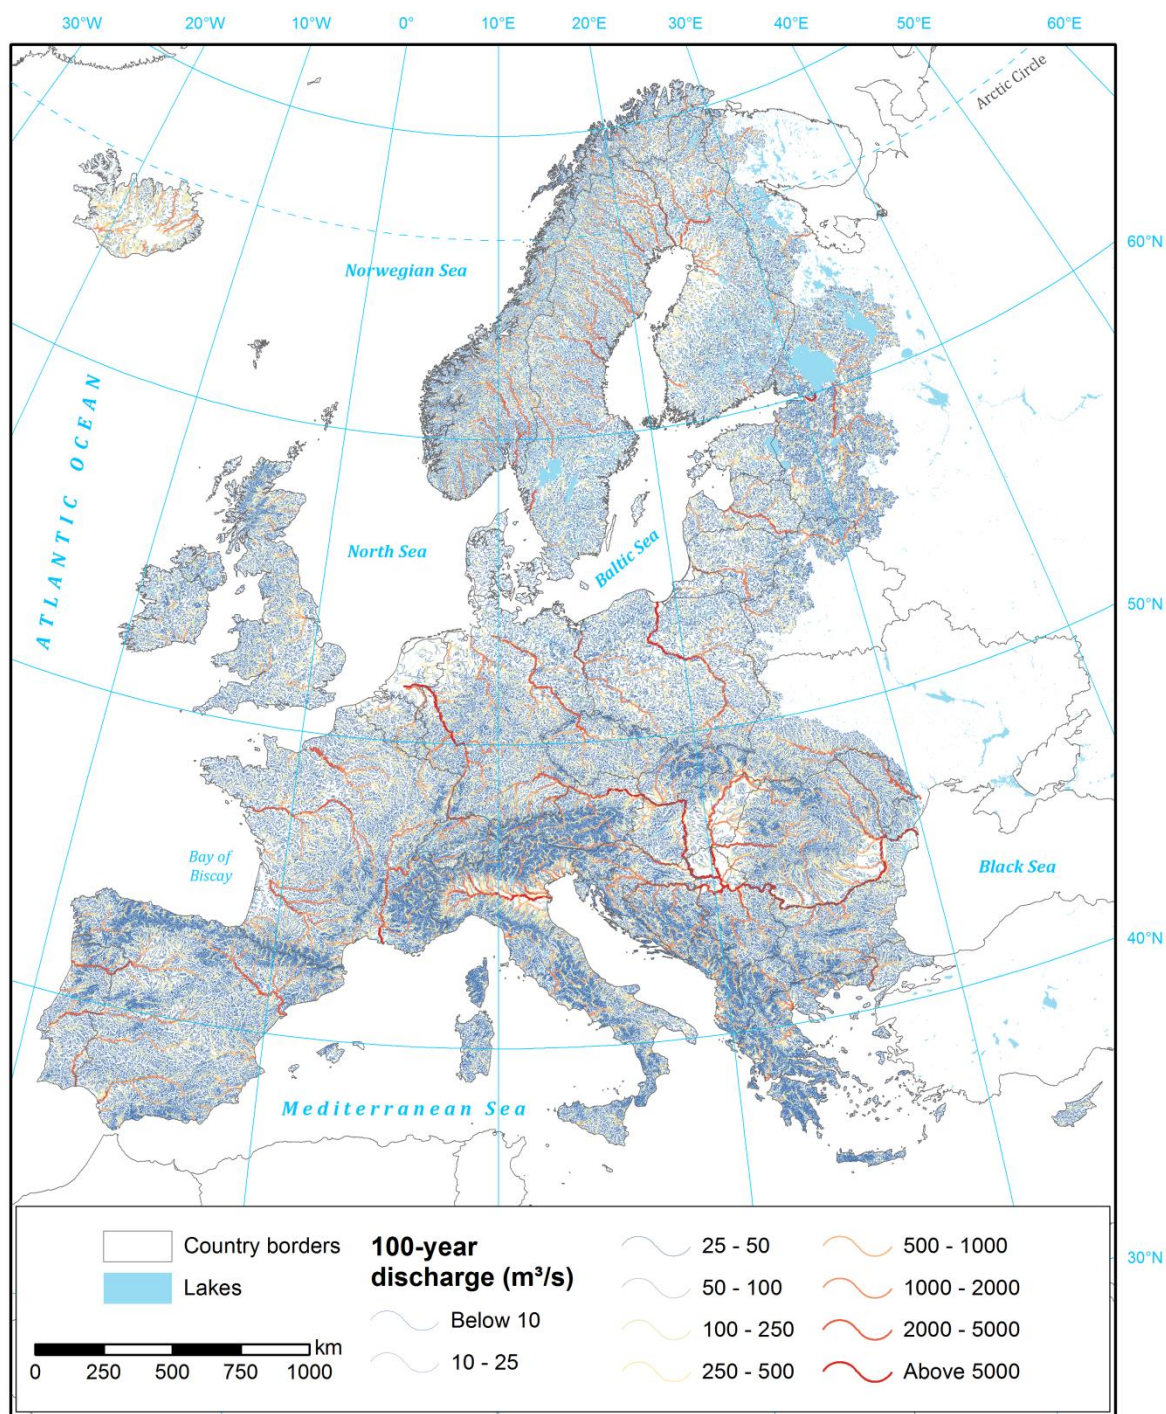 30°W 20°W 10°W 0° 10°E 20°E 30°E 40°E 50°E 60°E
Arctic Circle
60°N
Norwegian Sea
ATLANTIC OCEAN
North Sea
Baltic Sea
50°N
Bay of
Biscay
Black Sea
40°N
Mediterranean Sea
30°N
Country borders
Lakes
km
0 250 500 750 1000
100-year
discharge (m³/s)
Below 10
10 - 25
25 - 50
50 - 100
100 - 250
250 - 500
500 - 1000
1000 - 2000
2000 - 5000
Above 5000